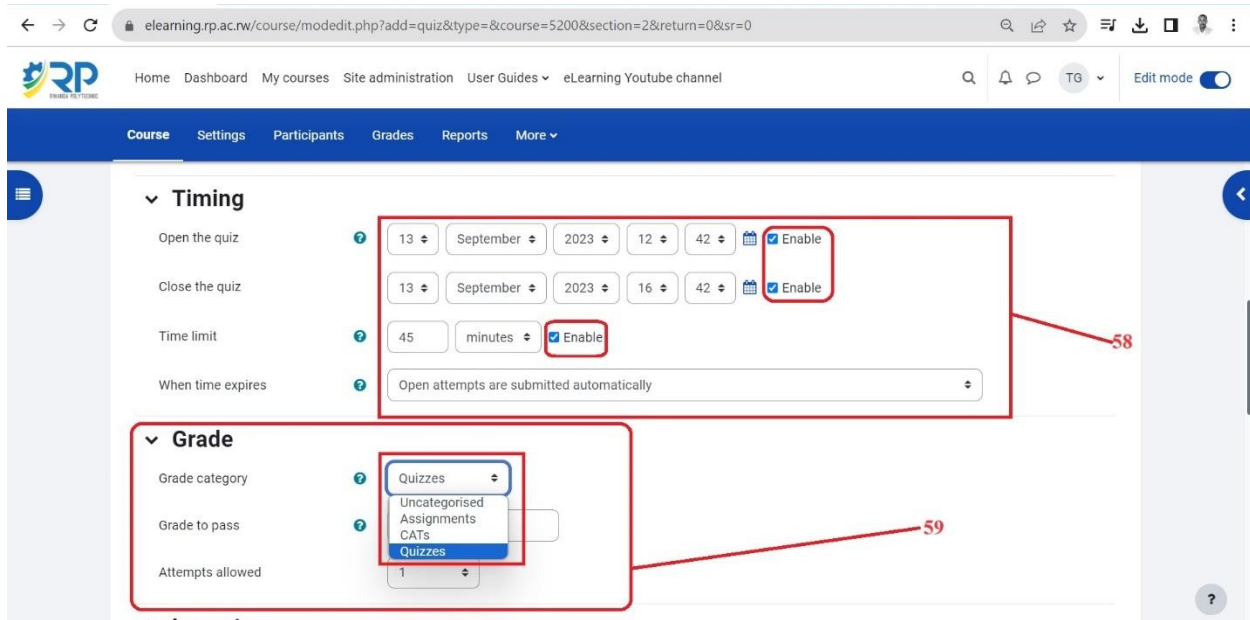 elearning.rp.ac.rw/course/modedit.php?add=quiz&type=&course=5200&section=2&return=0&sr=0
RP
RWANDA POLYTECHNIC
Home Dashboard My courses Site administration User Guides eLearning Youtube channel TG Edit mode
Course Settings Participants Grades Reports More
Timing
Open the quiz ? 13 September 2023 12 42 Enable
Close the quiz ? 13 September 2023 16 42 Enable
Time limit ? 45 minutes Enable
58
When time expires ? Open attempts are submitted automatically
Grade
Grade category ? Quizzes
Uncategorised
Assignments
Grade to pass ?
CATs
59
Quizzes
Attempts allowed 1
?